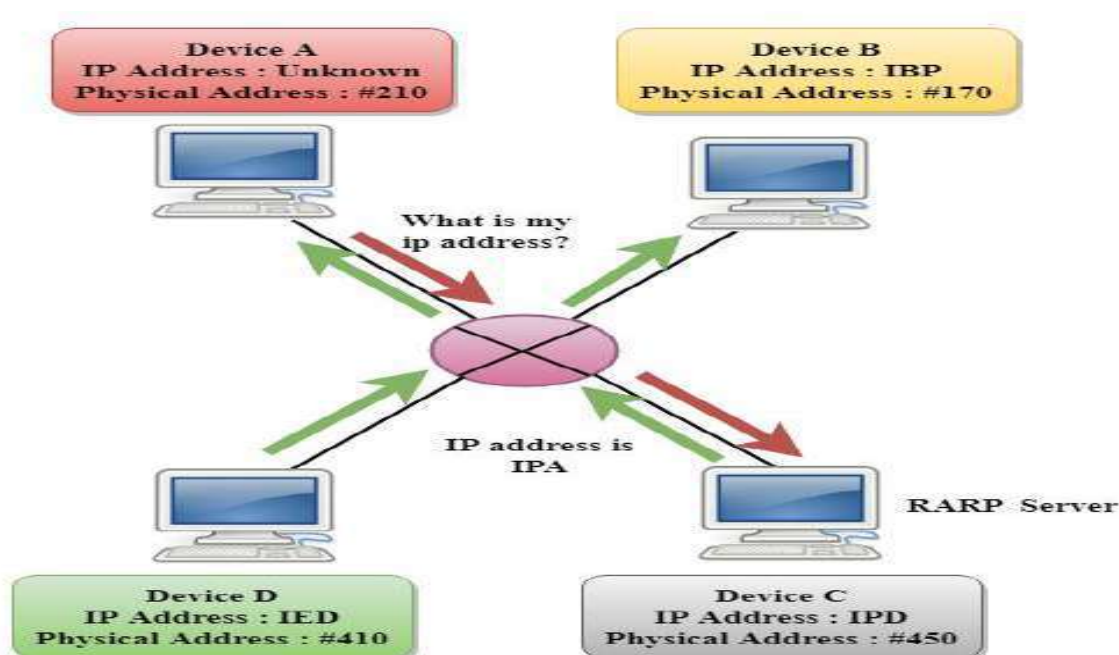 Device A
IP Address : Unknown
Physical Address : #210
Device B
IP Address : IBP
Physical Address : #170
What is my
ip address?
IP address is
IPA
RARP Server
Device D
IP Address : IED
Physical Address : #410
Device C
IP Address : IPD
Physical Address : #450